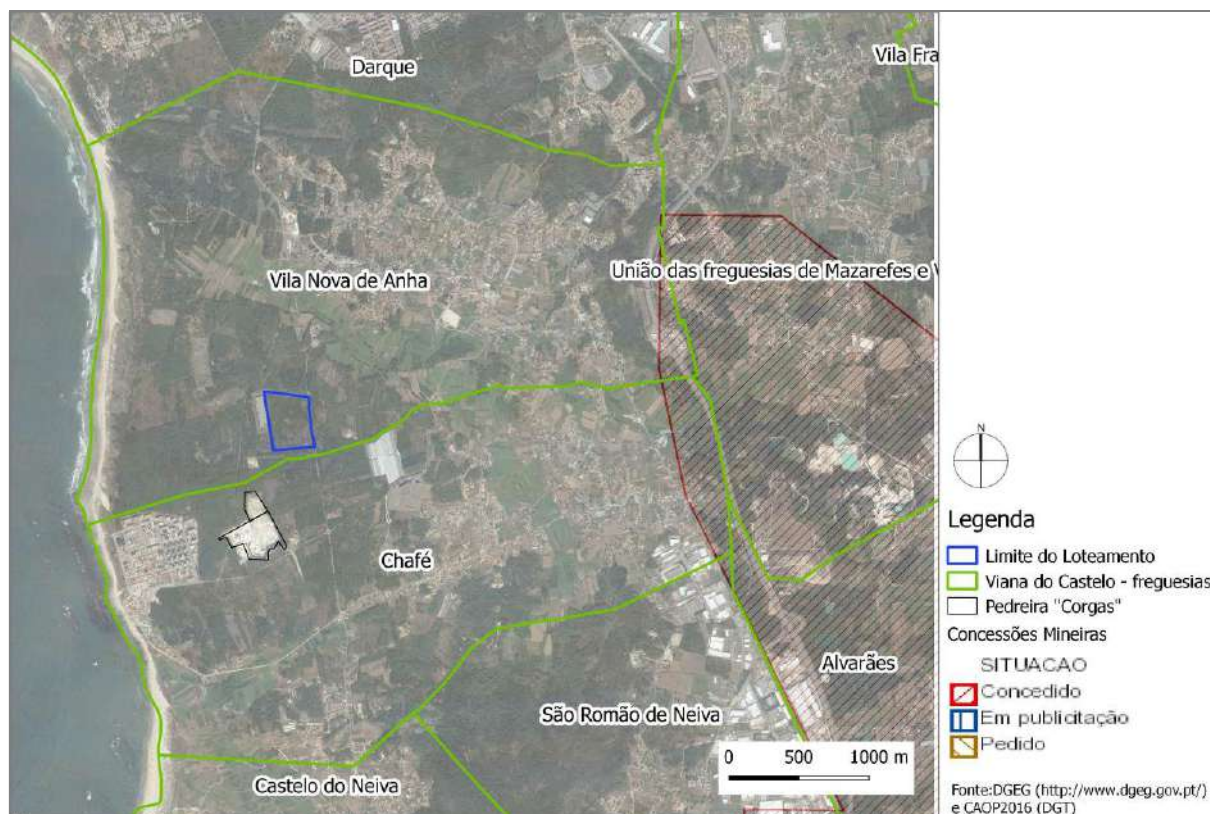 Darque
Vila Fra
Vila Nova de Anha
União das freguesias de Mazarefes e V
Chafé
Alvarães
São Romão de Neiva
Castelo do Neiva
0 500 1000 m
N
Legenda
Limite do Loteamento
Viana do Castelo - freguesias
Pedreira "Corgas"
Concessões Mineiras
SITUACAO
Concedido
Em publicitação
Pedido
Fonte:DGEG (http://www.dgeg.gov.pt/)
e CAOP2016 (DGT)